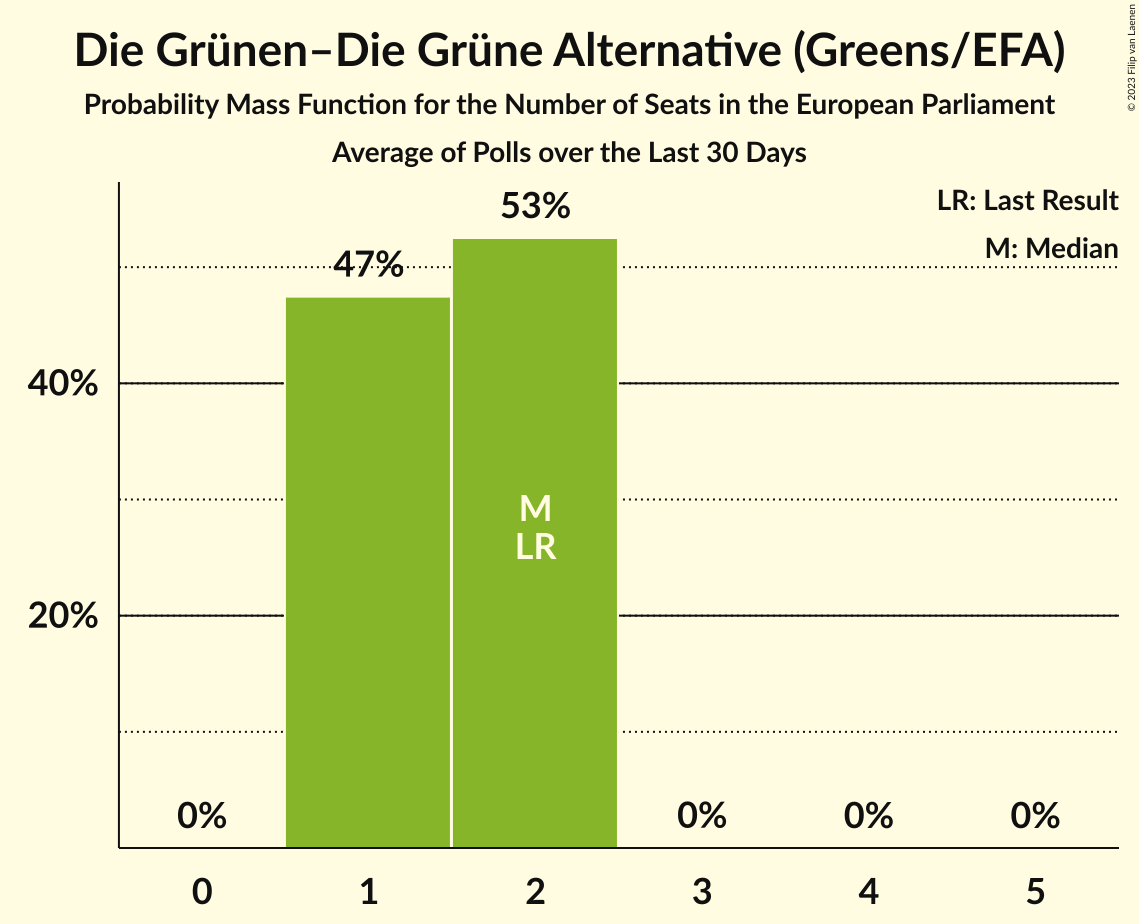 Die Grünen–Die Grüne Alternative (Greens/EFA)
Probability Mass Function for the Number of Seats in the European Parliament
Average of Polls over the Last 30 Days
© 2023 Filip van Laenen
LR: Last Result
M: Median
53%
47%
40%
20%
M
LR
0%
0%
0%
0%
0
1
2
3
4
5